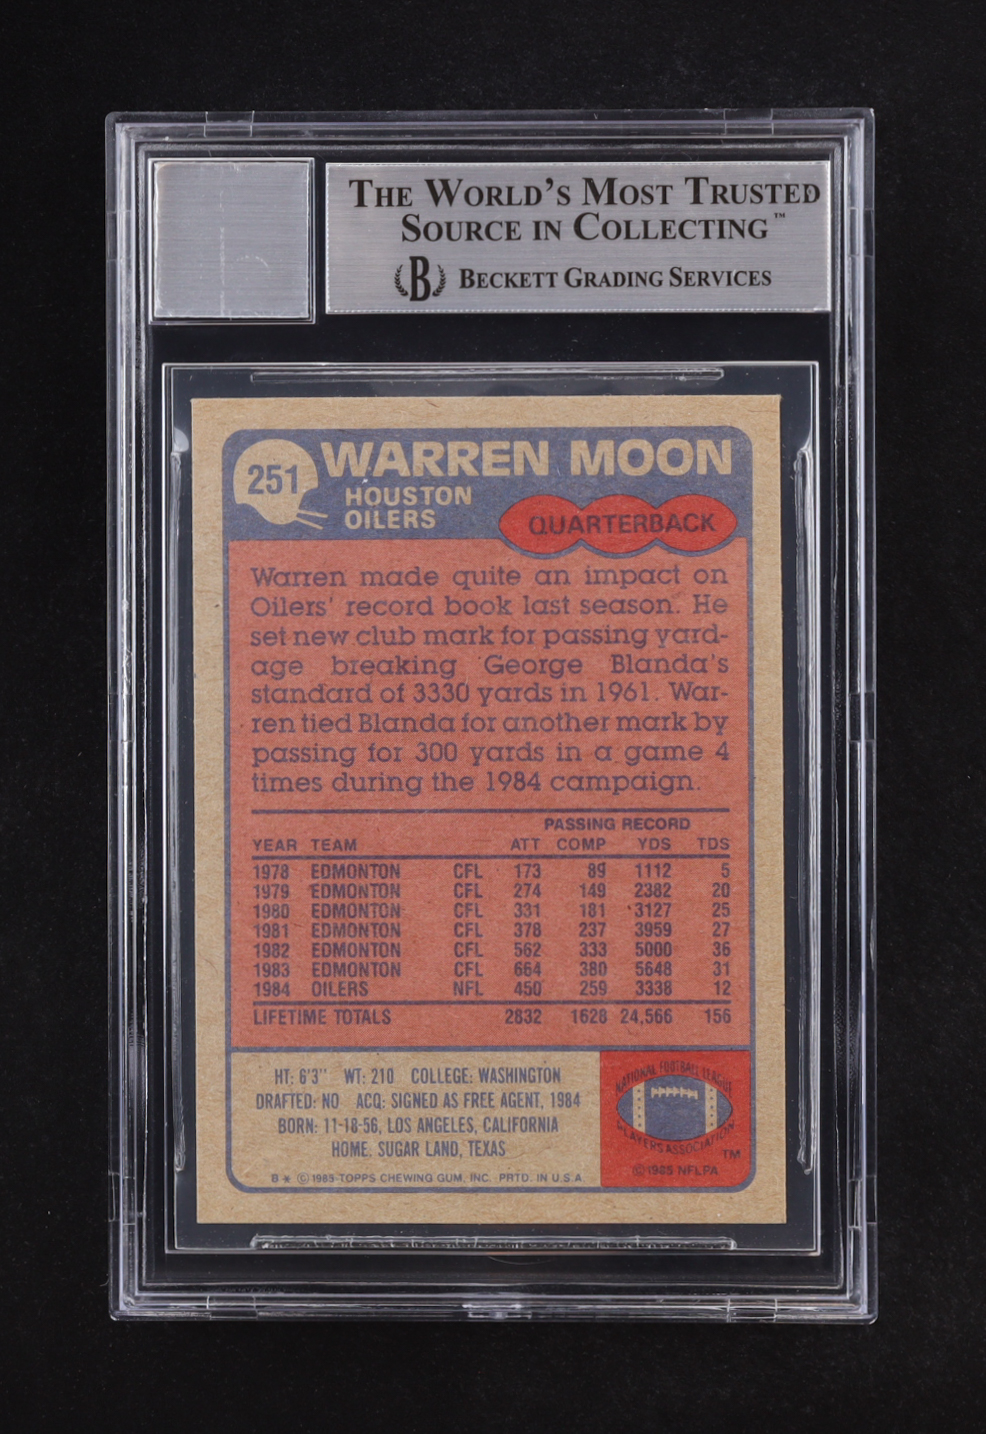 THE WORLD'S MOST TRUSTED
SOURCE IN COLLECTING™
B BECKETT GRADING SERVICES
251 WARREN MOON
HOUSTON
OILERS
QUARTERBACK
Warren made quite an impact on
Oilers' record book last season. He
set new club mark for passing yard-
age breaking George Blanda's
standard of 3330 yards in 1961. War-
ren tied Blanda for another mark by
passing for 300 yards in a game 4
times during the 1984 campaign.
PASSING RECORD
YEAR TEAM ATT COMP YDS TDS
1978 EDMONTON CFL 173 89 1112 5
1979 EDMONTON CFL 274 149 2382 20
1980 EDMONTON CFL 331 181 3127 25
1981 EDMONTON CFL 378 237 3959 27
1982 EDMONTON CFL 562 333 5000 36
1983 EDMONTON CFL 664 380 5648 31
1984 OILERS NFL 450 259 3338 12
LIFETIME TOTALS 2832 1628 24,566 156
HT: 6'3" WT: 210 COLLEGE: WASHINGTON
DRAFTED: NO ACQ: SIGNED AS FREE AGENT, 1984
BORN: 11-18-56, LOS ANGELES, CALIFORNIA
HOME. SUGAR LAND, TEXAS
B * © 1985 TOPPS CHEWING GUM, INC. PRTD. IN U.S.A.
NATIONAL FOOTBALL LEAGUE
PLAYERS ASSOCIATION
TM
© 1985 NFLPA